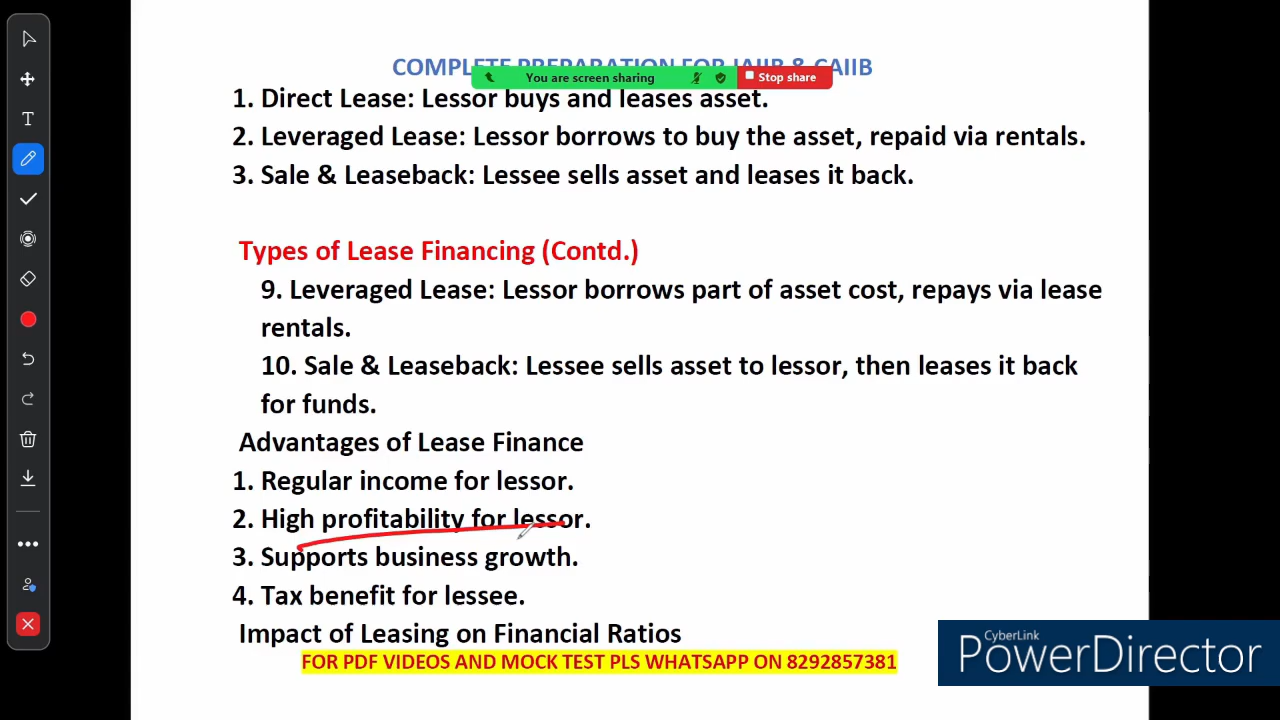 COMPLETE PREPARATION FOR JAIIB & CAIIB
You are screen sharing
Stop share
1. Direct Lease: Lessor buys and leases asset.
2. Leveraged Lease: Lessor borrows to buy the asset, repaid via rentals.
3. Sale & Leaseback: Lessee sells asset and leases it back.
Types of Lease Financing (Contd.)
9. Leveraged Lease: Lessor borrows part of asset cost, repays via lease
rentals.
10. Sale & Leaseback: Lessee sells asset to lessor, then leases it back
for funds.
Advantages of Lease Finance
1. Regular income for lessor.
2. High profitability for lessor.
3. Supports business growth.
4. Tax benefit for lessee.
Impact of Leasing on Financial Ratios
FOR PDF VIDEOS AND MOCK TEST PLS WHATSAPP ON 8292857381
CyberLink
PowerDirector
T